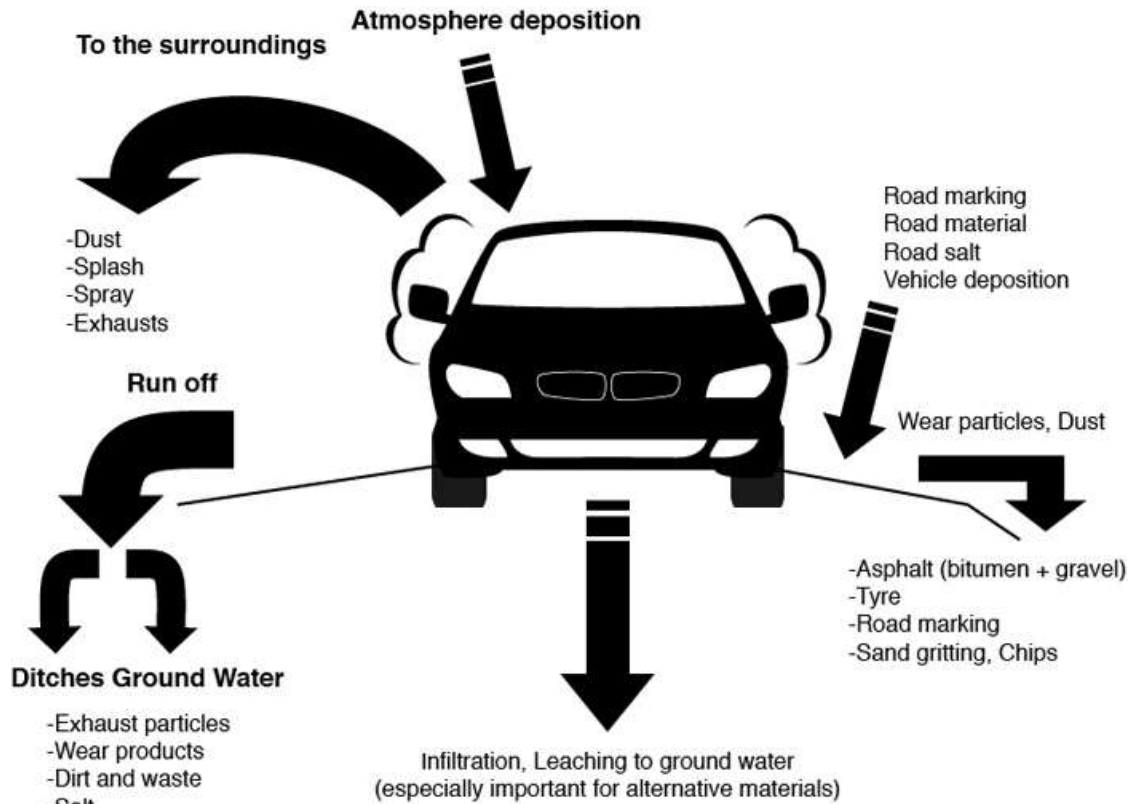 Atmosphere deposition
To the surroundings
-Dust
-Splash
-Spray
-Exhausts
Road marking
Road material
Road salt
Vehicle deposition
Run off
Wear particles, Dust
-Asphalt (bitumen + gravel)
-Tyre
-Road marking
-Sand gritting, Chips
Ditches Ground Water
-Exhaust particles
-Wear products
-Dirt and waste
-Salt
Infiltration, Leaching to ground water
(especially important for alternative materials)